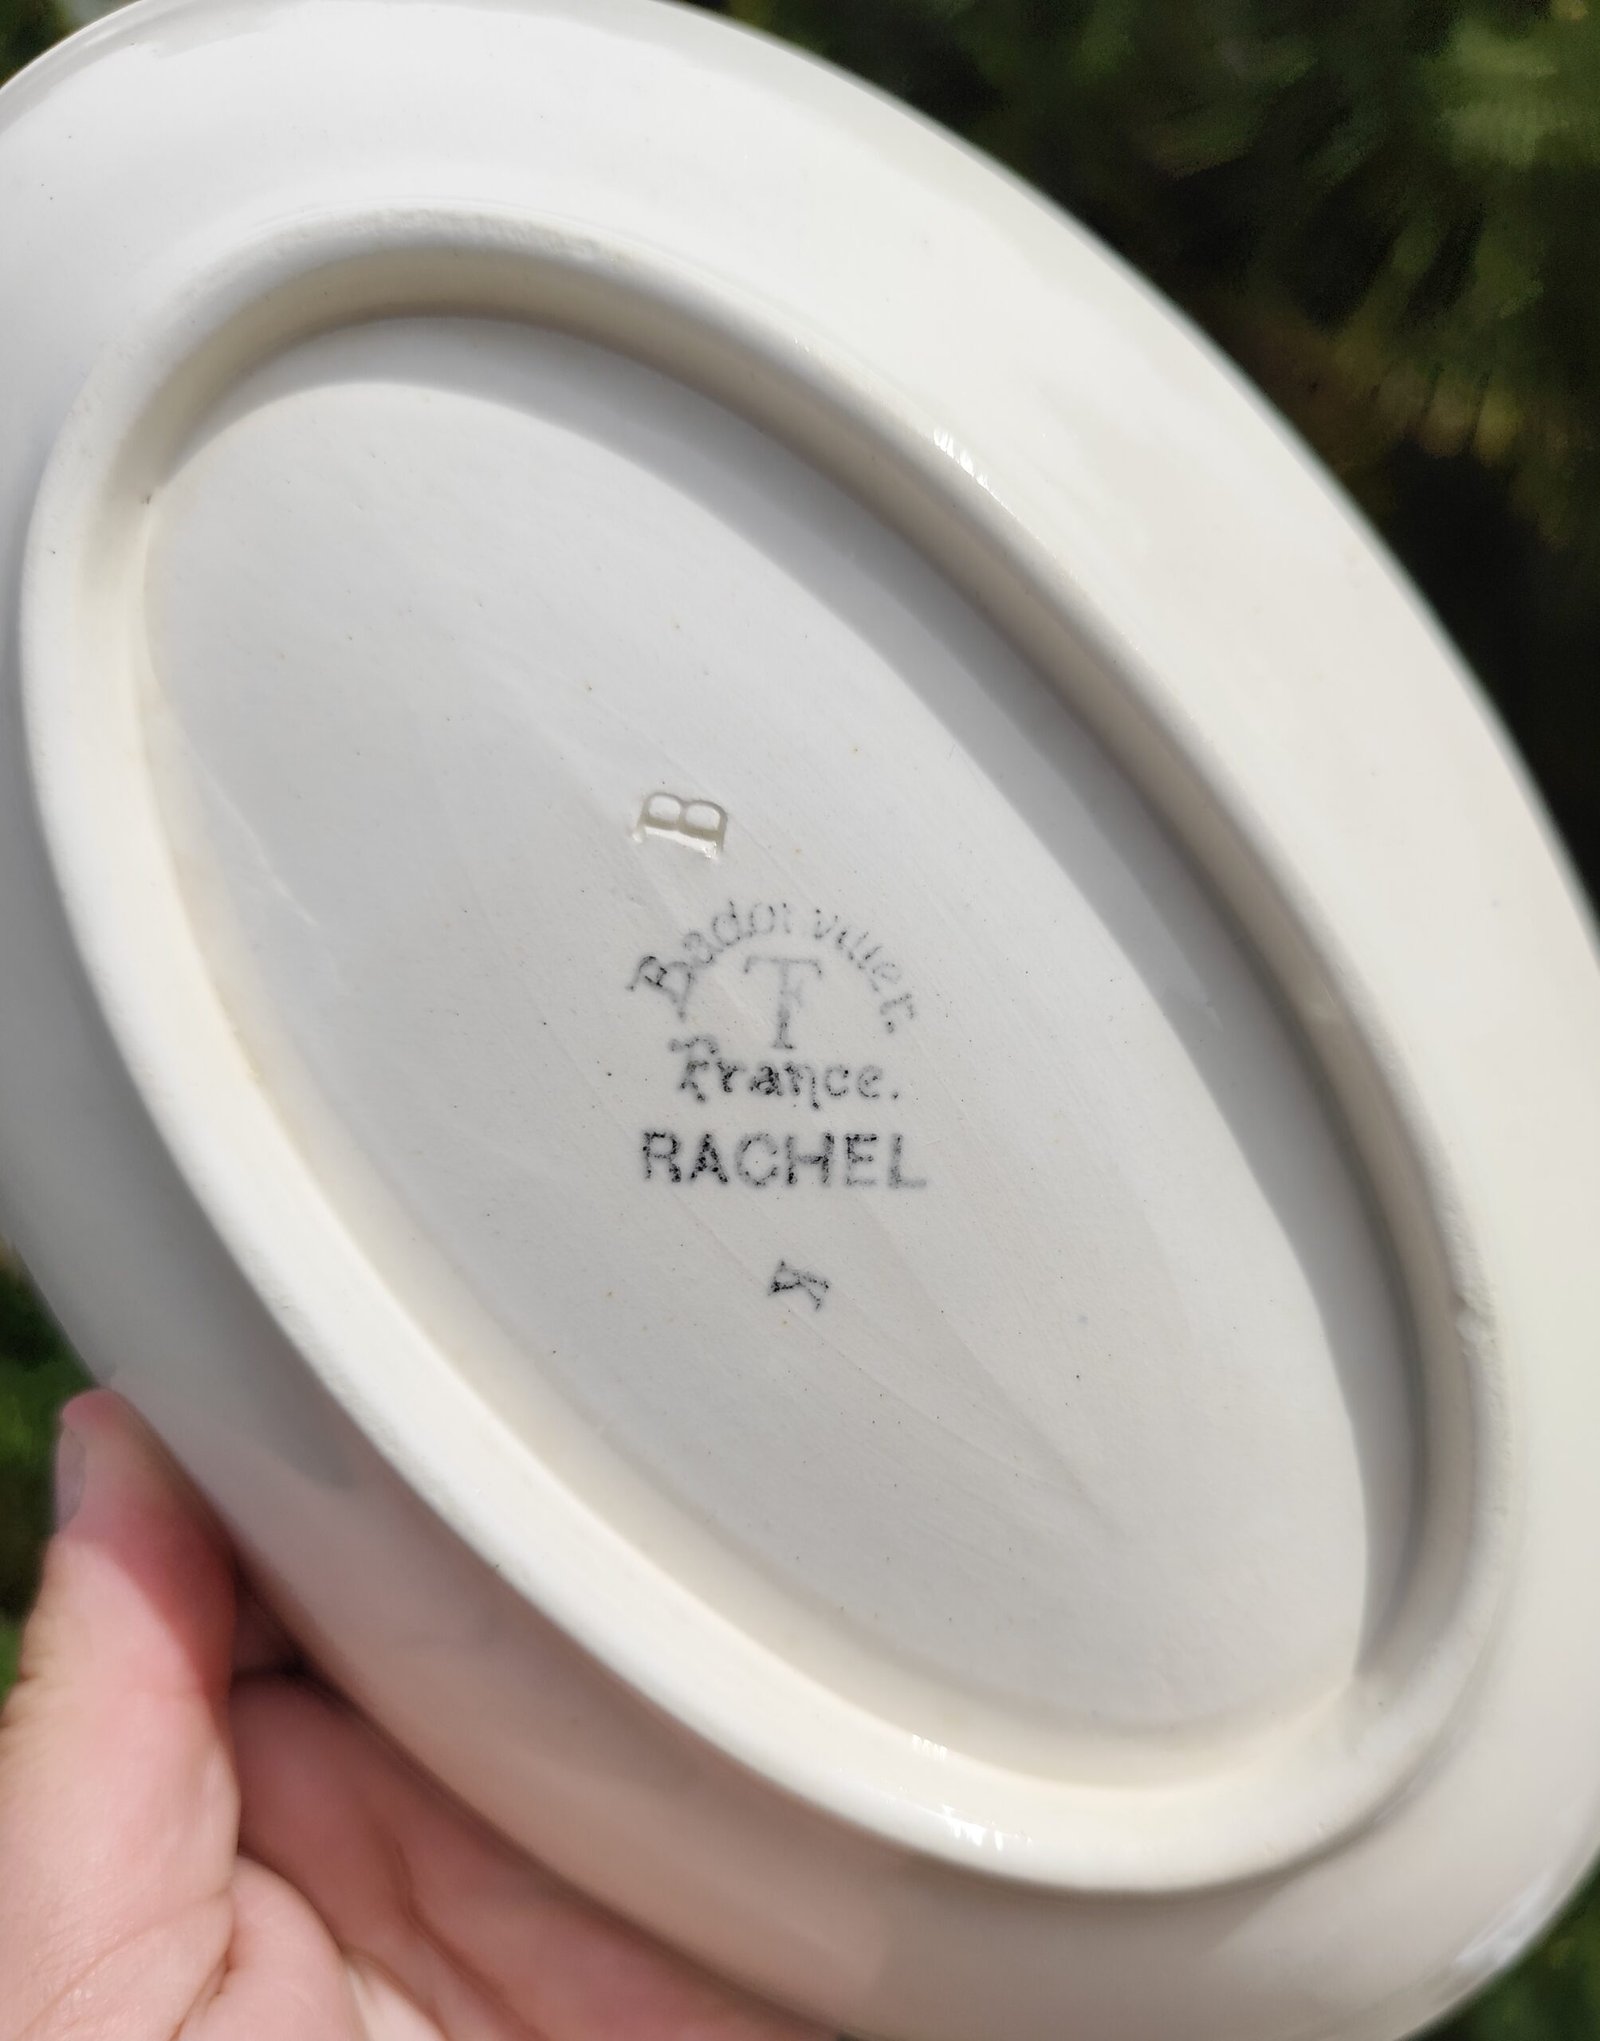 B
Badonviller.
TF
France.
RACHEL
K